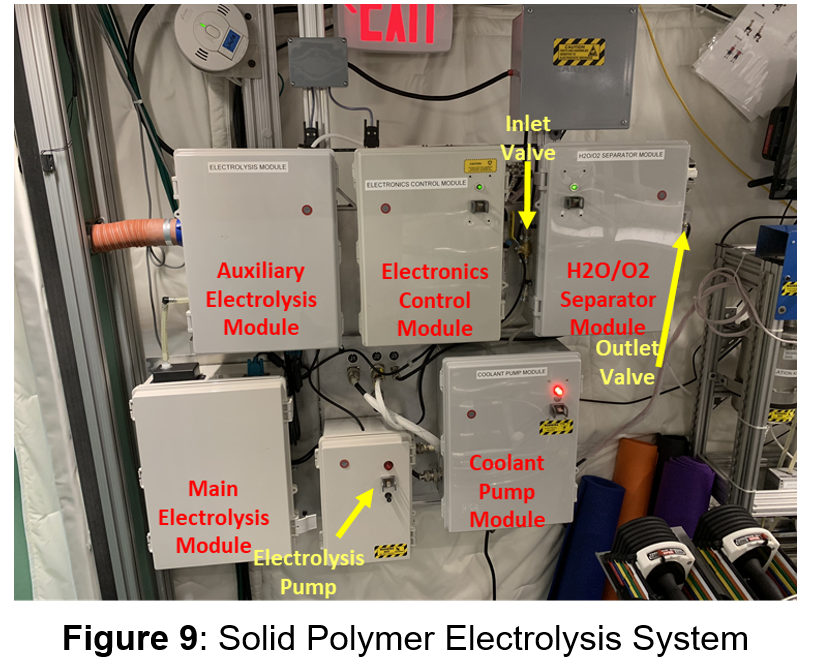 EXIT
CAUTION
Inlet
Valve
ELECTROLYSIS MODULE
ELECTRONICS CONTROL MODULE
CAUTION
H2O/O2 SEPARATOR MODULE
Auxiliary
Electrolysis
Module
Electronics
Control
Module
H2O/O2
Separator
Module
Outlet
Valve
COOLANT PUMP MODULE
Main
Electrolysis
Module
Coolant
Pump
Module
Electrolysis
Pump
Figure 9: Solid Polymer Electrolysis System